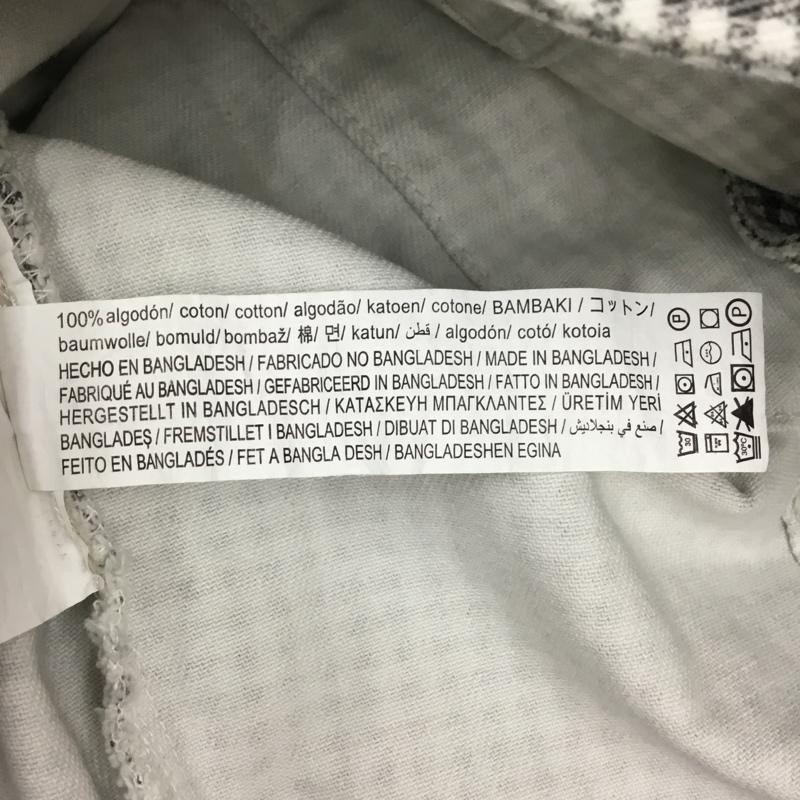 100% algodón/ coton/ cotton/ algodão/ katoen/ cotone/ BAMBAKI / コットン/
baumwolle/ bomuld/ bombaž/ 棉/ 면/ katun/ قطن / algodón/ cotó/ kotoia
HECHO EN BANGLADESH / FABRICADO NO BANGLADESH / MADE IN BANGLADESH /
FABRIQUÉ AU BANGLADESH / GEFABRICEERD IN BANGLADESH / FATTO IN BANGLADESH /
HERGESTELLT IN BANGLADESCH / ΚΑΤΑΣΚΕΥΗ ΜΠΑΓΚΛΑΝΤΕΣ / ÜRETİM YERİ
BANGLADEŞ / FREMSTILLET I BANGLADESH / DIBUAT DI BANGLADESH / صنع في بنجلاديش /
FEITO EN BANGLADÉS / FET A BANGLA DESH / BANGLADESHEN EGINA
P
P
30
30°C